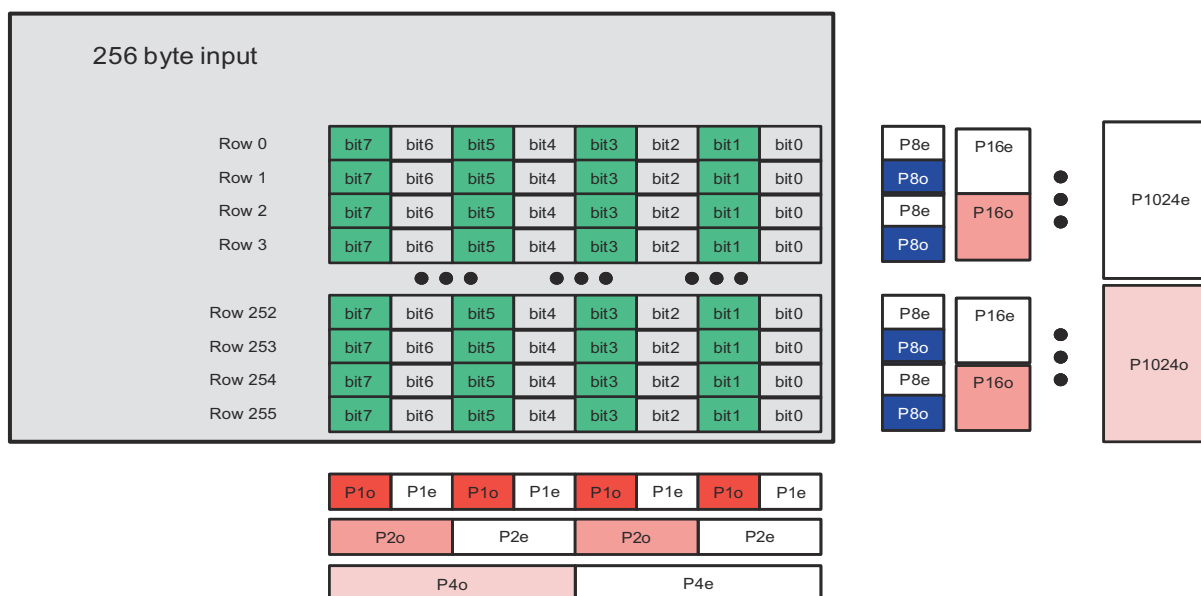 256 byte input
Row 0 bit7 bit6 bit5 bit4 bit3 bit2 bit1 bit0 P8e P16e
Row 1 bit7 bit6 bit5 bit4 bit3 bit2 bit1 bit0 P8o
Row 2 bit7 bit6 bit5 bit4 bit3 bit2 bit1 bit0 P8e P16o P1024e
Row 3 bit7 bit6 bit5 bit4 bit3 bit2 bit1 bit0 P8o
Row 252 bit7 bit6 bit5 bit4 bit3 bit2 bit1 bit0 P8e P16e
Row 253 bit7 bit6 bit5 bit4 bit3 bit2 bit1 bit0 P8o
Row 254 bit7 bit6 bit5 bit4 bit3 bit2 bit1 bit0 P8e P16o P1024o
Row 255 bit7 bit6 bit5 bit4 bit3 bit2 bit1 bit0 P8o
P1o P1e P1o P1e P1o P1e P1o P1e
P2o P2e P2o P2e
P4o P4e